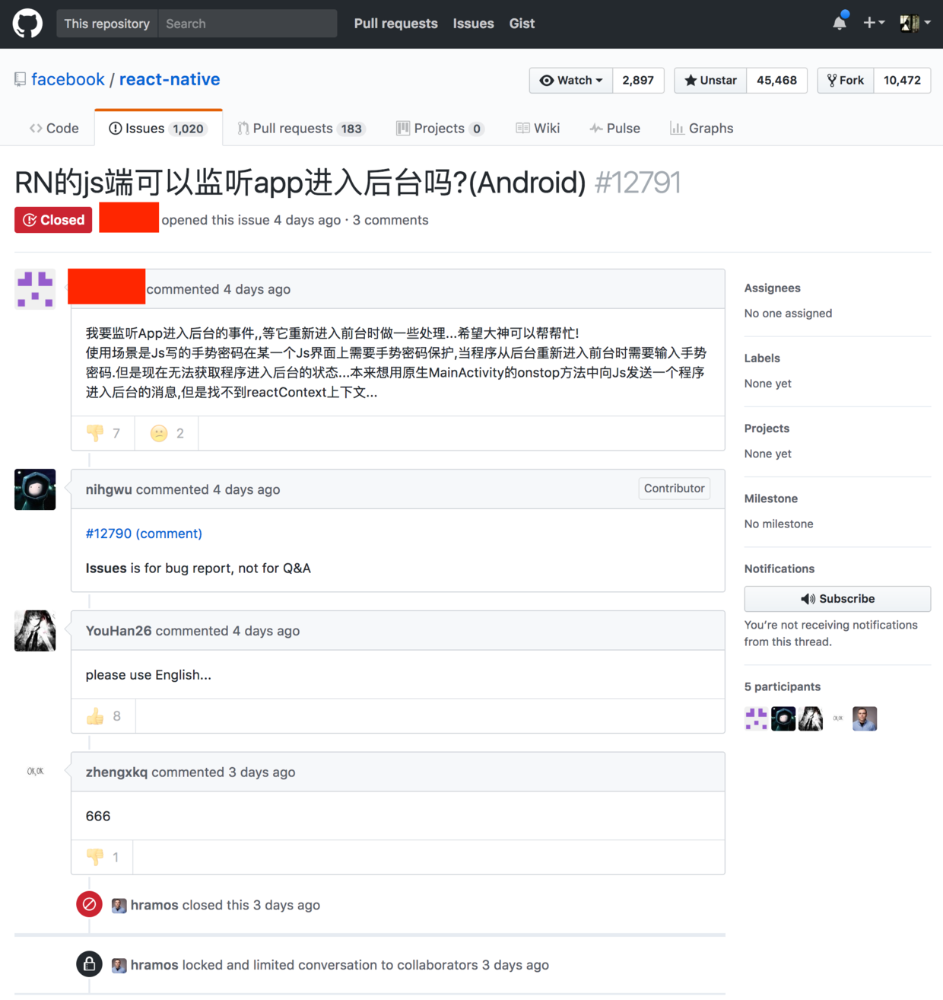 This repository Search Pull requests Issues Gist
facebook / react-native
Watch 2,897 Unstar 45,468 Fork 10,472
Code Issues 1,020 Pull requests 183 Projects 0 Wiki Pulse Graphs
RN的js端可以监听app进入后台吗?(Android) #12791
Closed opened this issue 4 days ago · 3 comments
commented 4 days ago
我要监听App进入后台的事件,,等它重新进入前台时做一些处理...希望大神可以帮帮忙!
使用场景是Js写的手势密码在某一个Js界面上需要手势密码保护,当程序从后台重新进入前台时需要输入手势
密码.但是现在无法获取程序进入后台的状态...本来想用原生MainActivity的onstop方法中向Js发送一个程序
进入后台的消息,但是找不到reactContext上下文...
7 2
nihgwu commented 4 days ago Contributor
#12790 (comment)
Issues is for bug report, not for Q&A
YouHan26 commented 4 days ago
please use English...
8
OK,OK.
zhengxkq commented 3 days ago
666
1
hramos closed this 3 days ago
hramos locked and limited conversation to collaborators 3 days ago
Assignees
No one assigned
Labels
None yet
Projects
None yet
Milestone
No milestone
Notifications
Subscribe
You're not receiving notifications
from this thread.
5 participants
OK,OK.